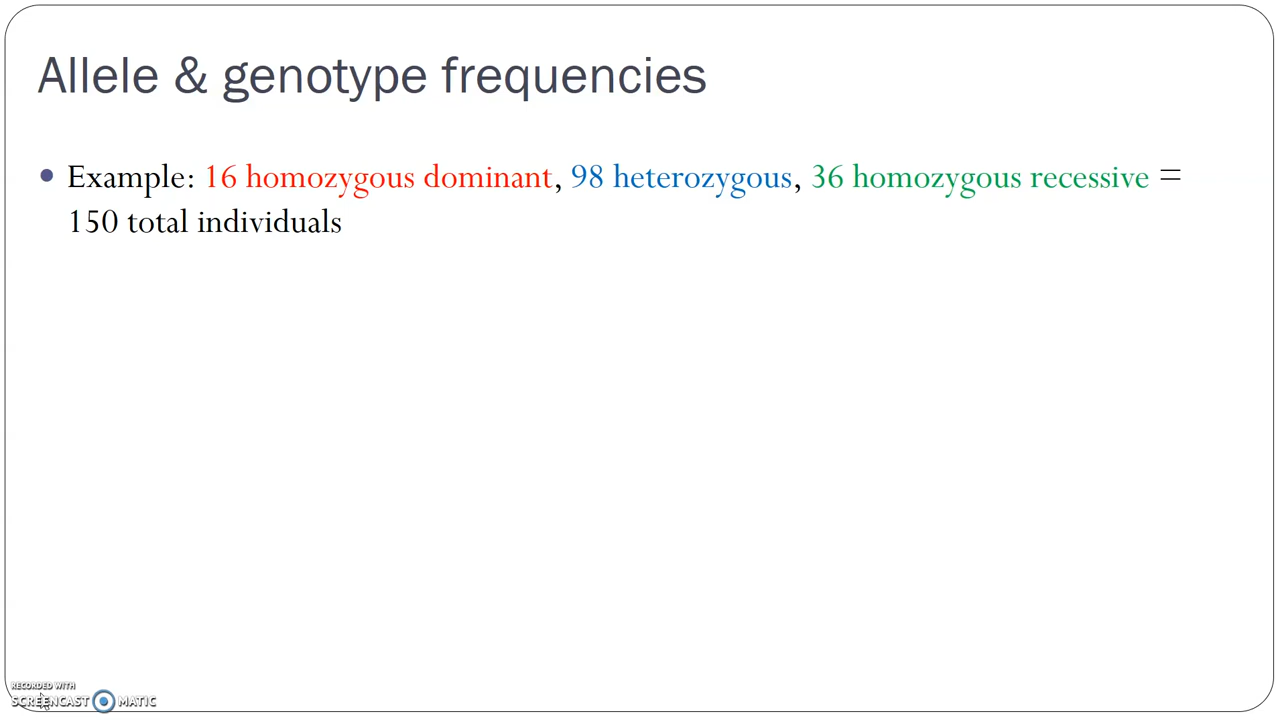 Allele & genotype frequencies
• Example: 16 homozygous dominant, 98 heterozygous, 36 homozygous recessive =
150 total individuals
RECORDED WITH
SCREENCAST MATIC